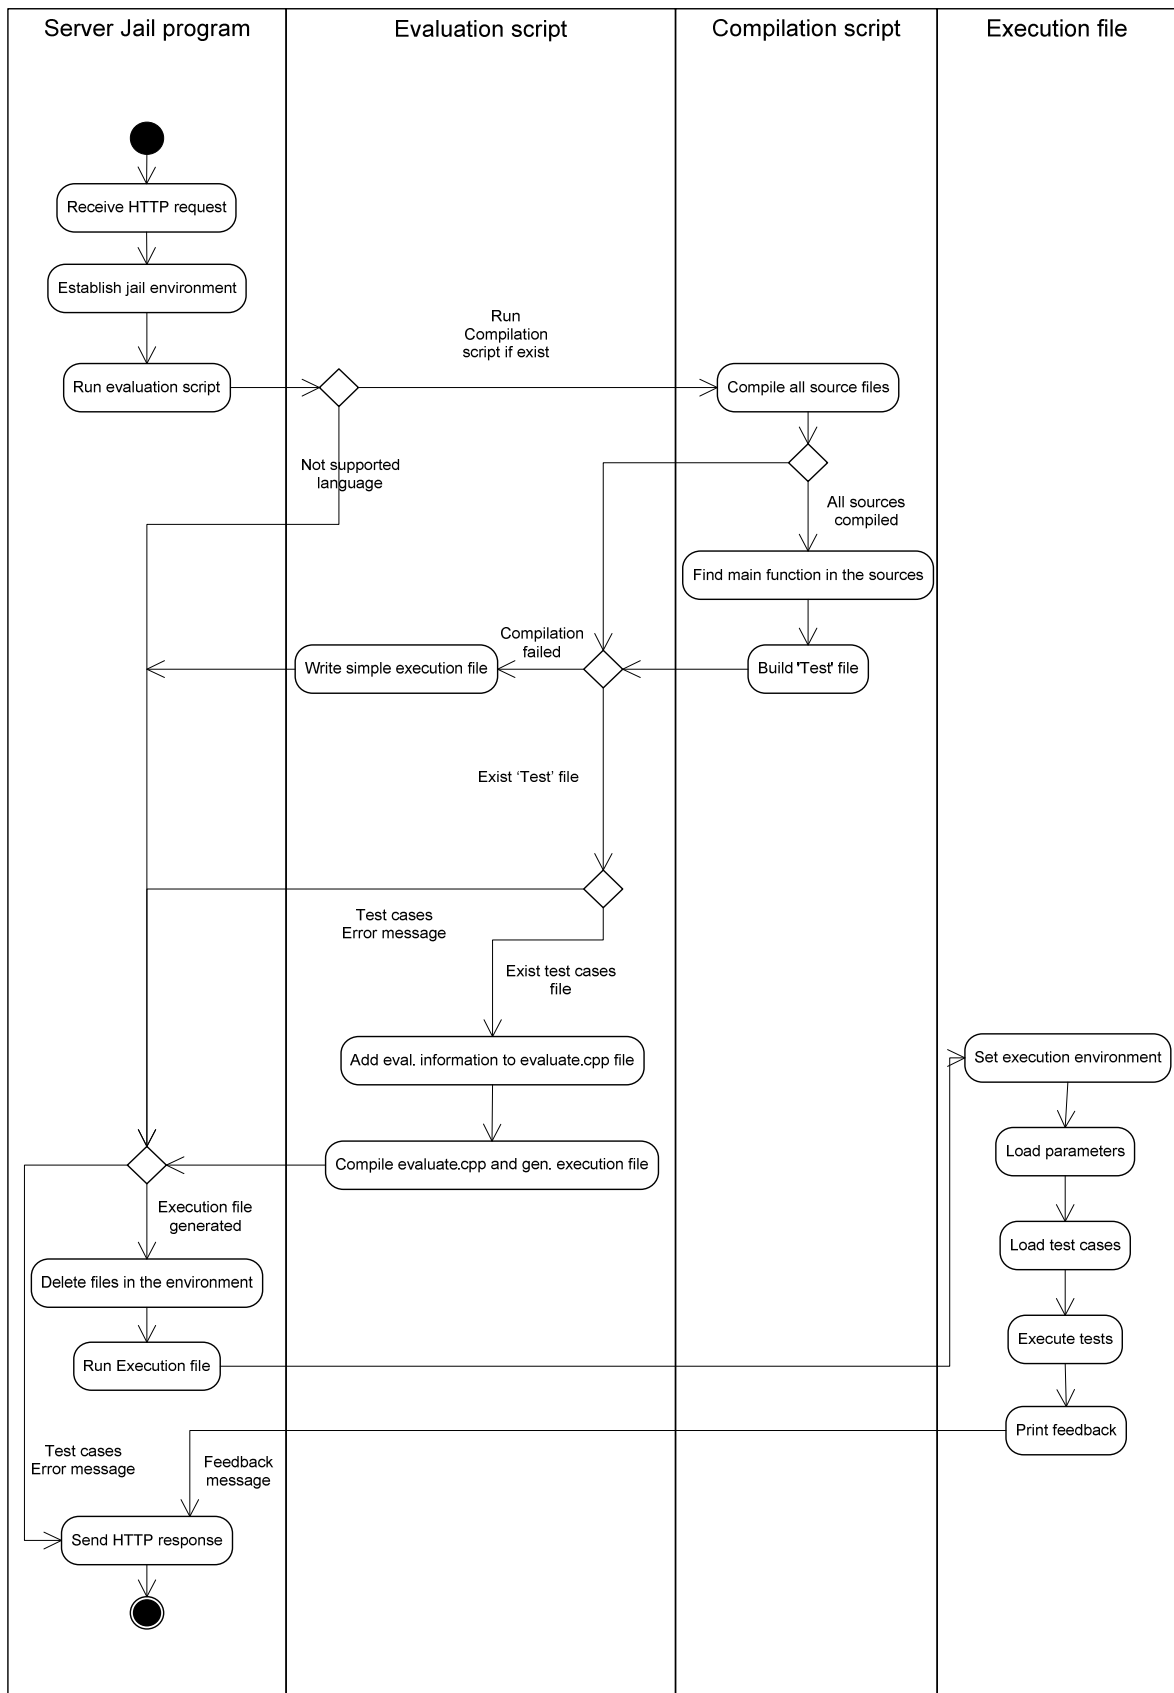 Server Jail program
Evaluation script
Compilation script
Execution file
Receive HTTP request
Establish jail environment
Run
Compilation
script if exist
Run evaluation script
Compile all source files
Not supported
language
All sources
compiled
Find main function in the sources
Compilation
failed
Write simple execution file
Build 'Test' file
Exist ‘Test’ file
Test cases
Error message
Exist test cases
file
Add eval. information to evaluate.cpp file
Set execution environment
Load parameters
Compile evaluate.cpp and gen. execution file
Execution file
generated
Load test cases
Delete files in the environment
Execute tests
Run Execution file
Print feedback
Test cases
Error message
Feedback
message
Send HTTP response